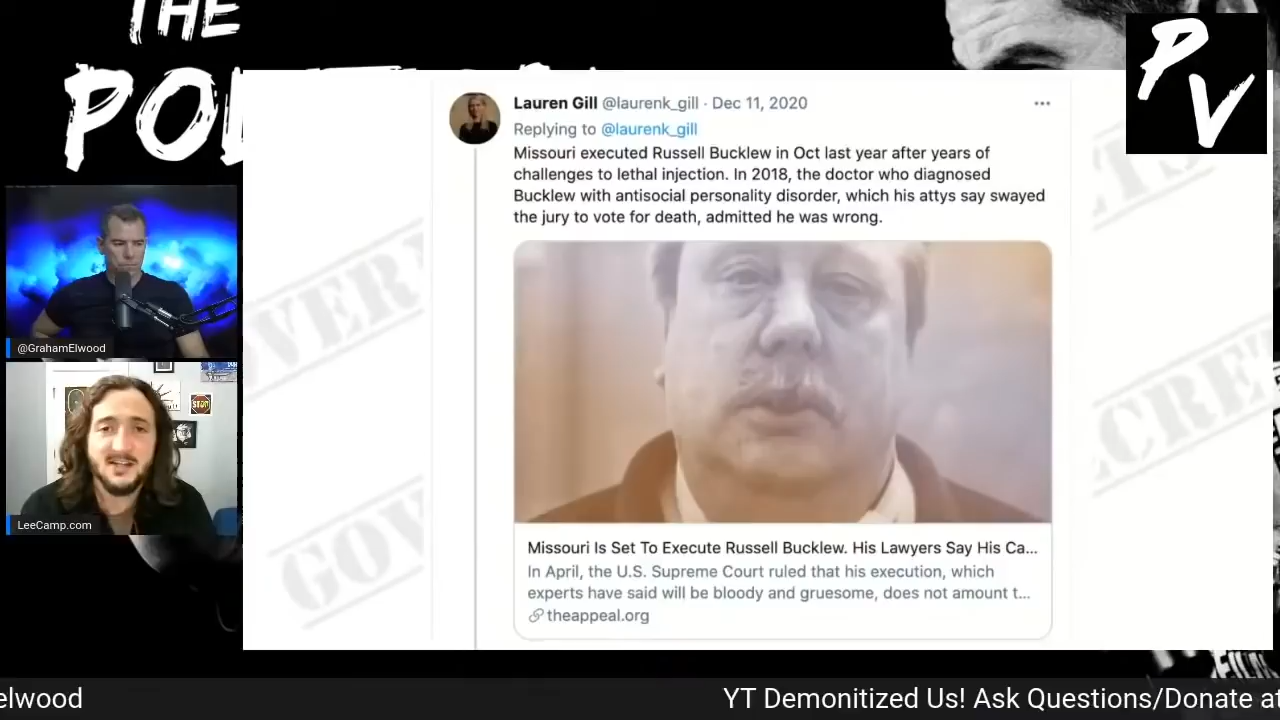 THE
PV
Lauren Gill @laurenk_gill · Dec 11, 2020
Replying to @laurenk_gill
Missouri executed Russell Bucklew in Oct last year after years of
challenges to lethal injection. In 2018, the doctor who diagnosed
Bucklew with antisocial personality disorder, which his attys say swayed
the jury to vote for death, admitted he was wrong.
Missouri Is Set To Execute Russell Bucklew. His Lawyers Say His Ca...
In April, the U.S. Supreme Court ruled that his execution, which
experts have said will be bloody and gruesome, does not amount t...
theappeal.org
@GrahamElwood
STOP
LeeCamp.com
elwood
YT Demonitized Us! Ask Questions/Donate at